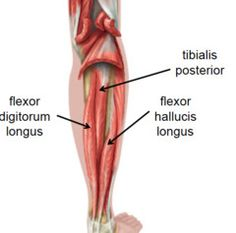 tibialis
posterior
flexor
digitorum
longus
flexor
hallucis
longus